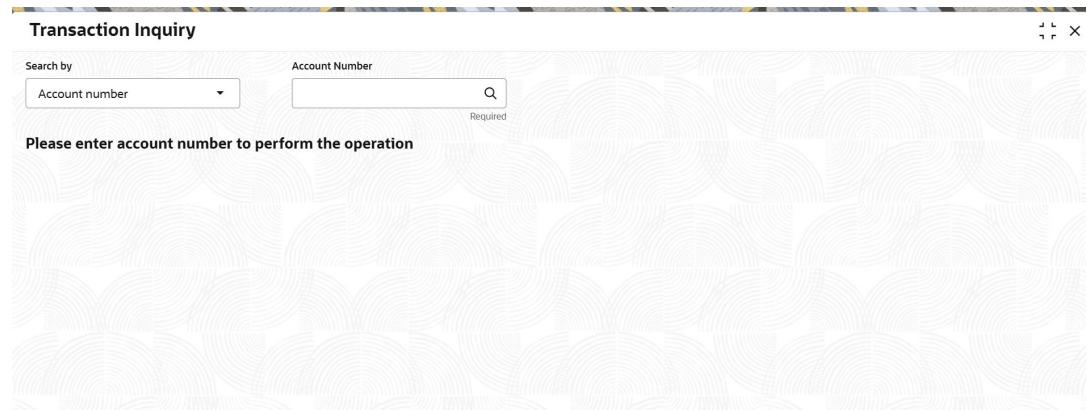 Transaction Inquiry
Search by
Account Number
Account number
Required
Please enter account number to perform the operation